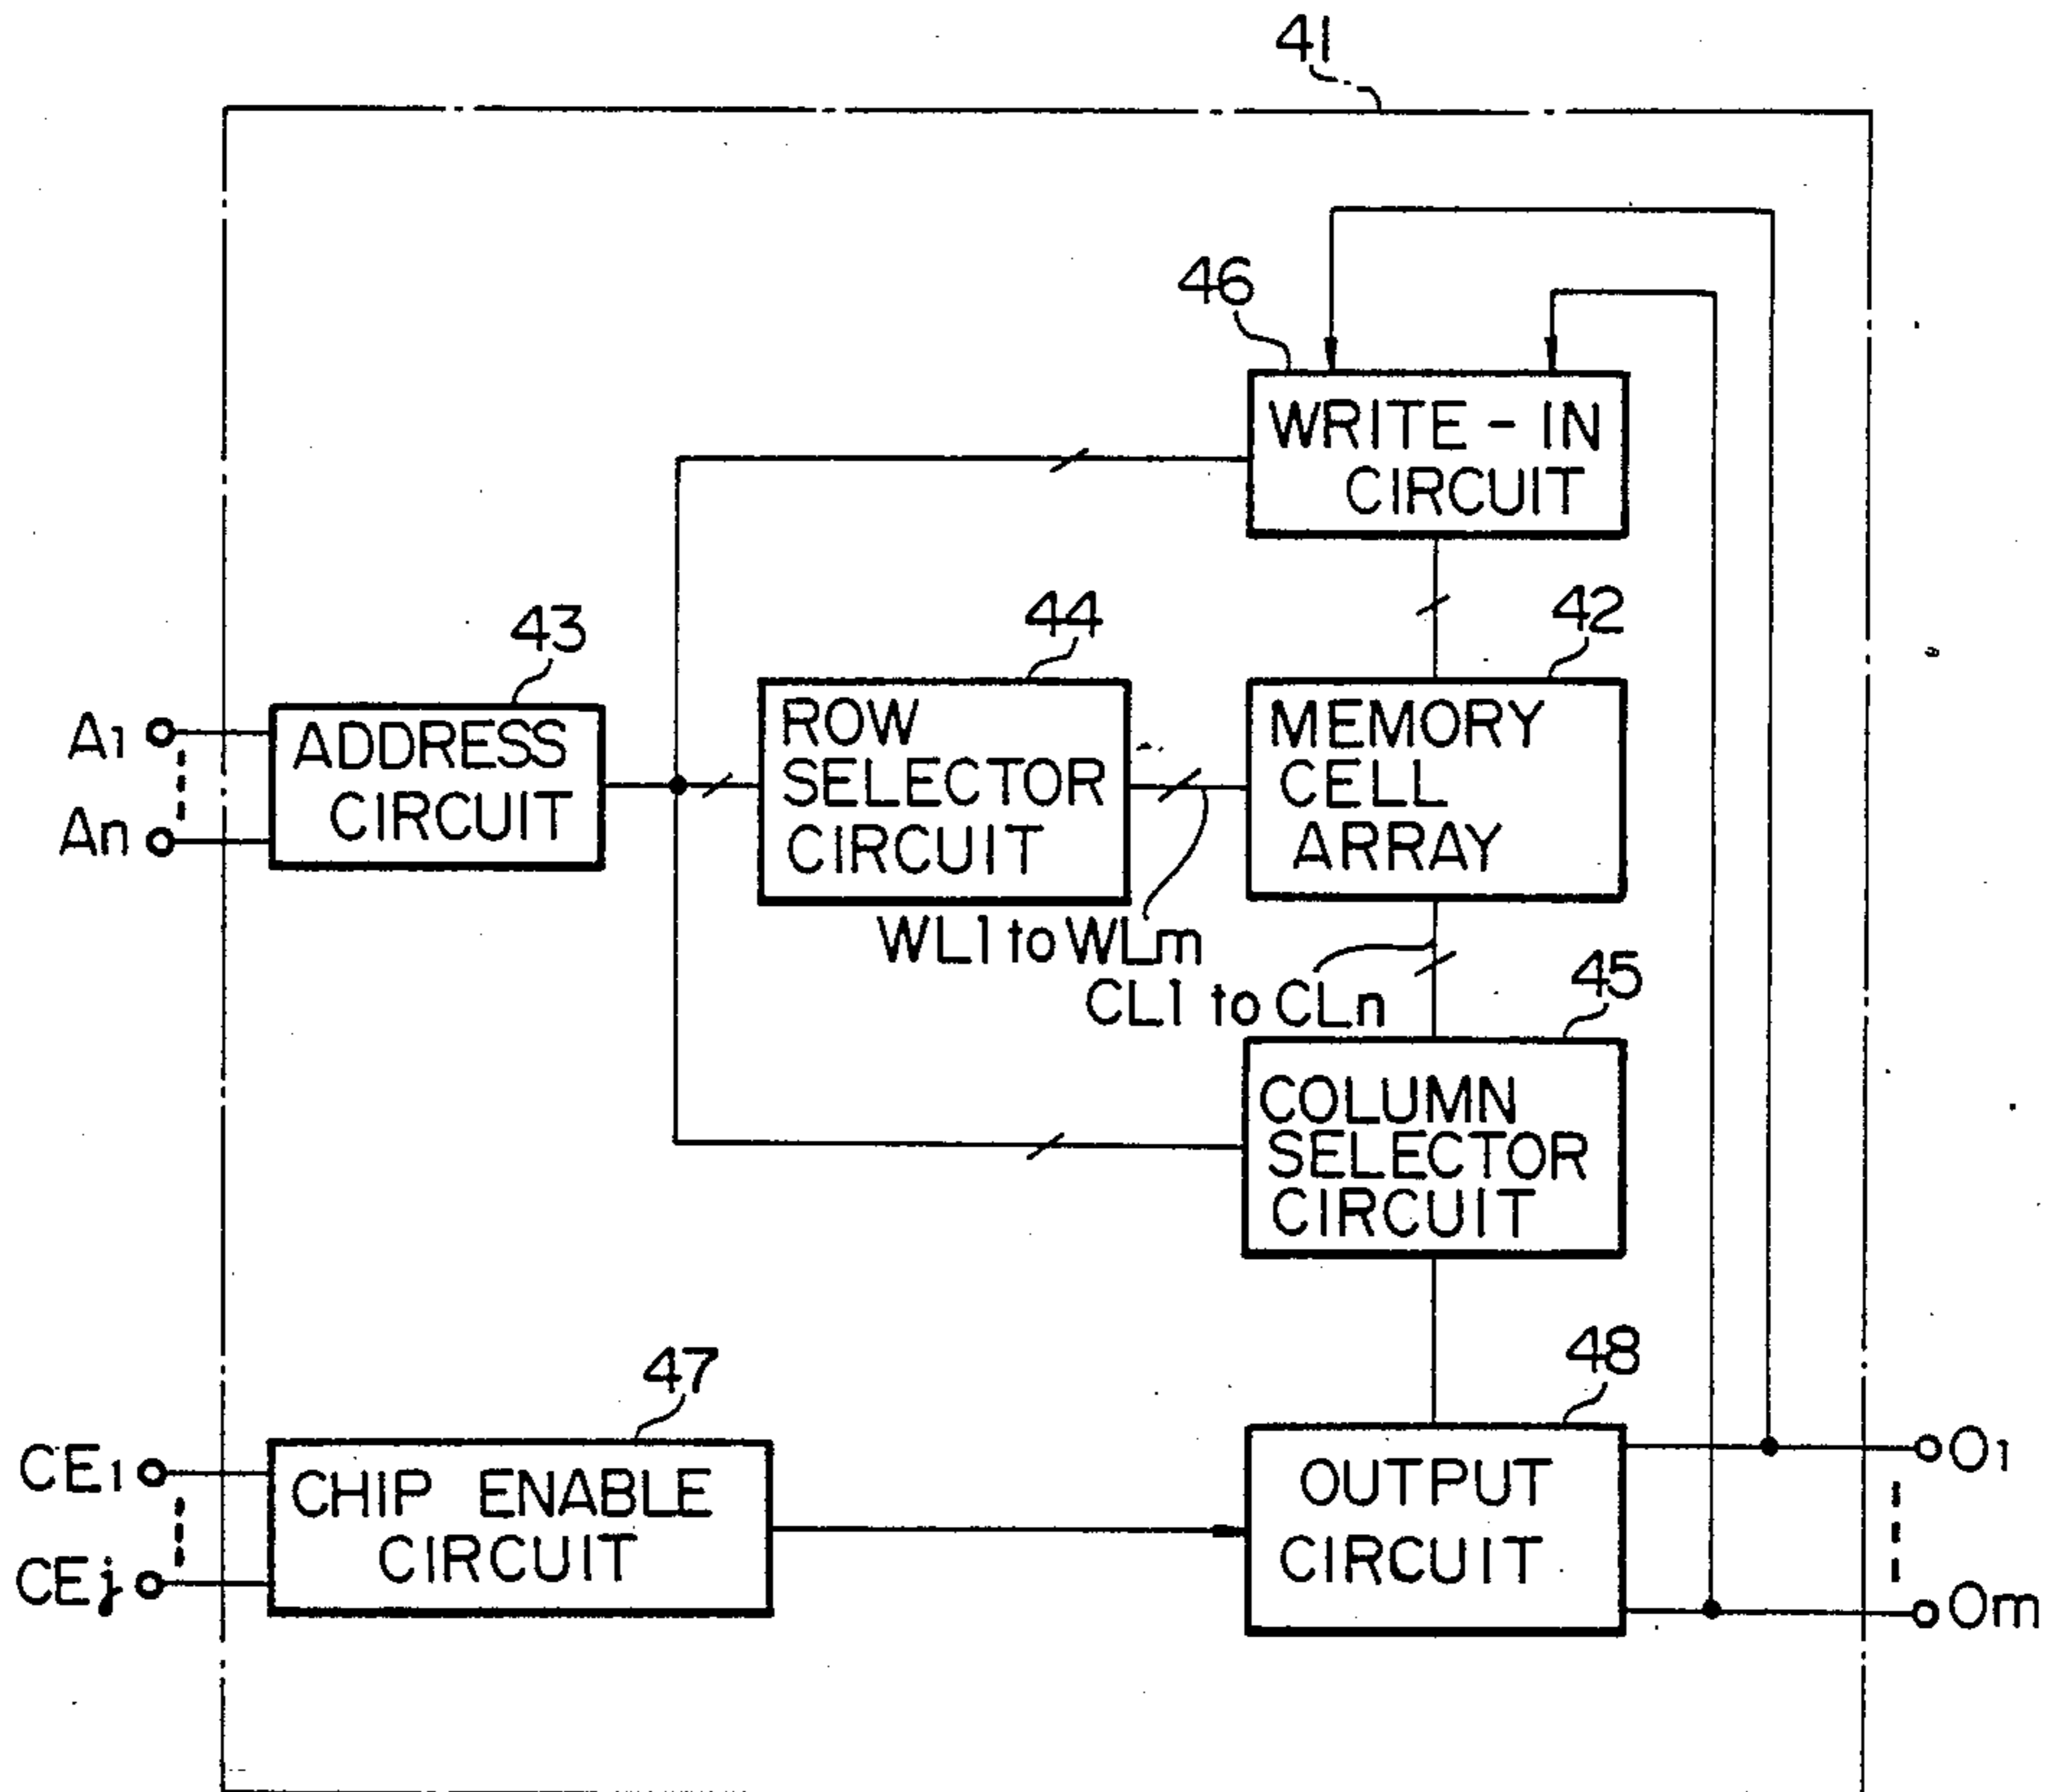 41
46
WRITE - IN
CIRCUIT
43
44
42
A1
An
ADDRESS
CIRCUIT
ROW
SELECTOR
CIRCUIT
MEMORY
CELL
ARRAY
WL1 to WLm
CL1 to CLn
45
COLUMN
SELECTOR
CIRCUIT
47
48
CE1
CEj
CHIP ENABLE
CIRCUIT
OUTPUT
CIRCUIT
O1
Om